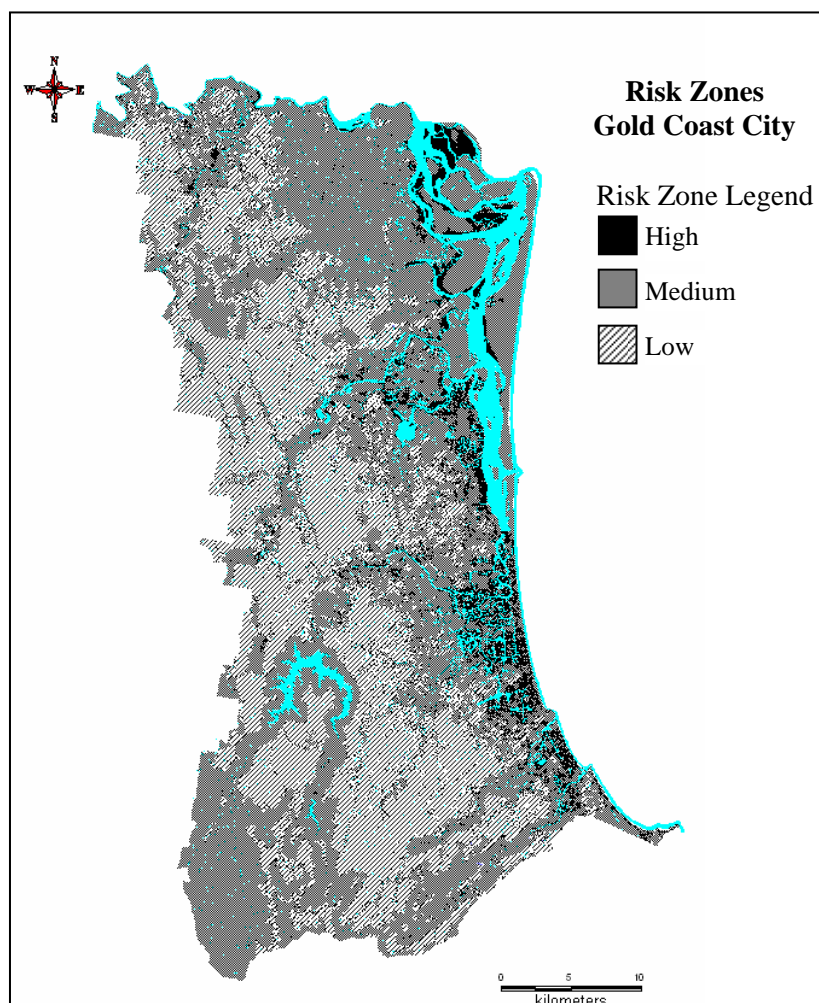 N
W E
S
Risk Zones
Gold Coast City
Risk Zone Legend
High
Medium
Low
0 5 10
kilometers